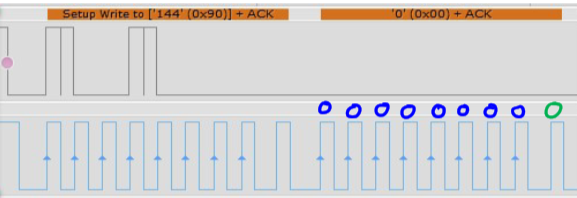 Setup Write to ['144' (0x90)] + ACK
'0' (0x00) + ACK